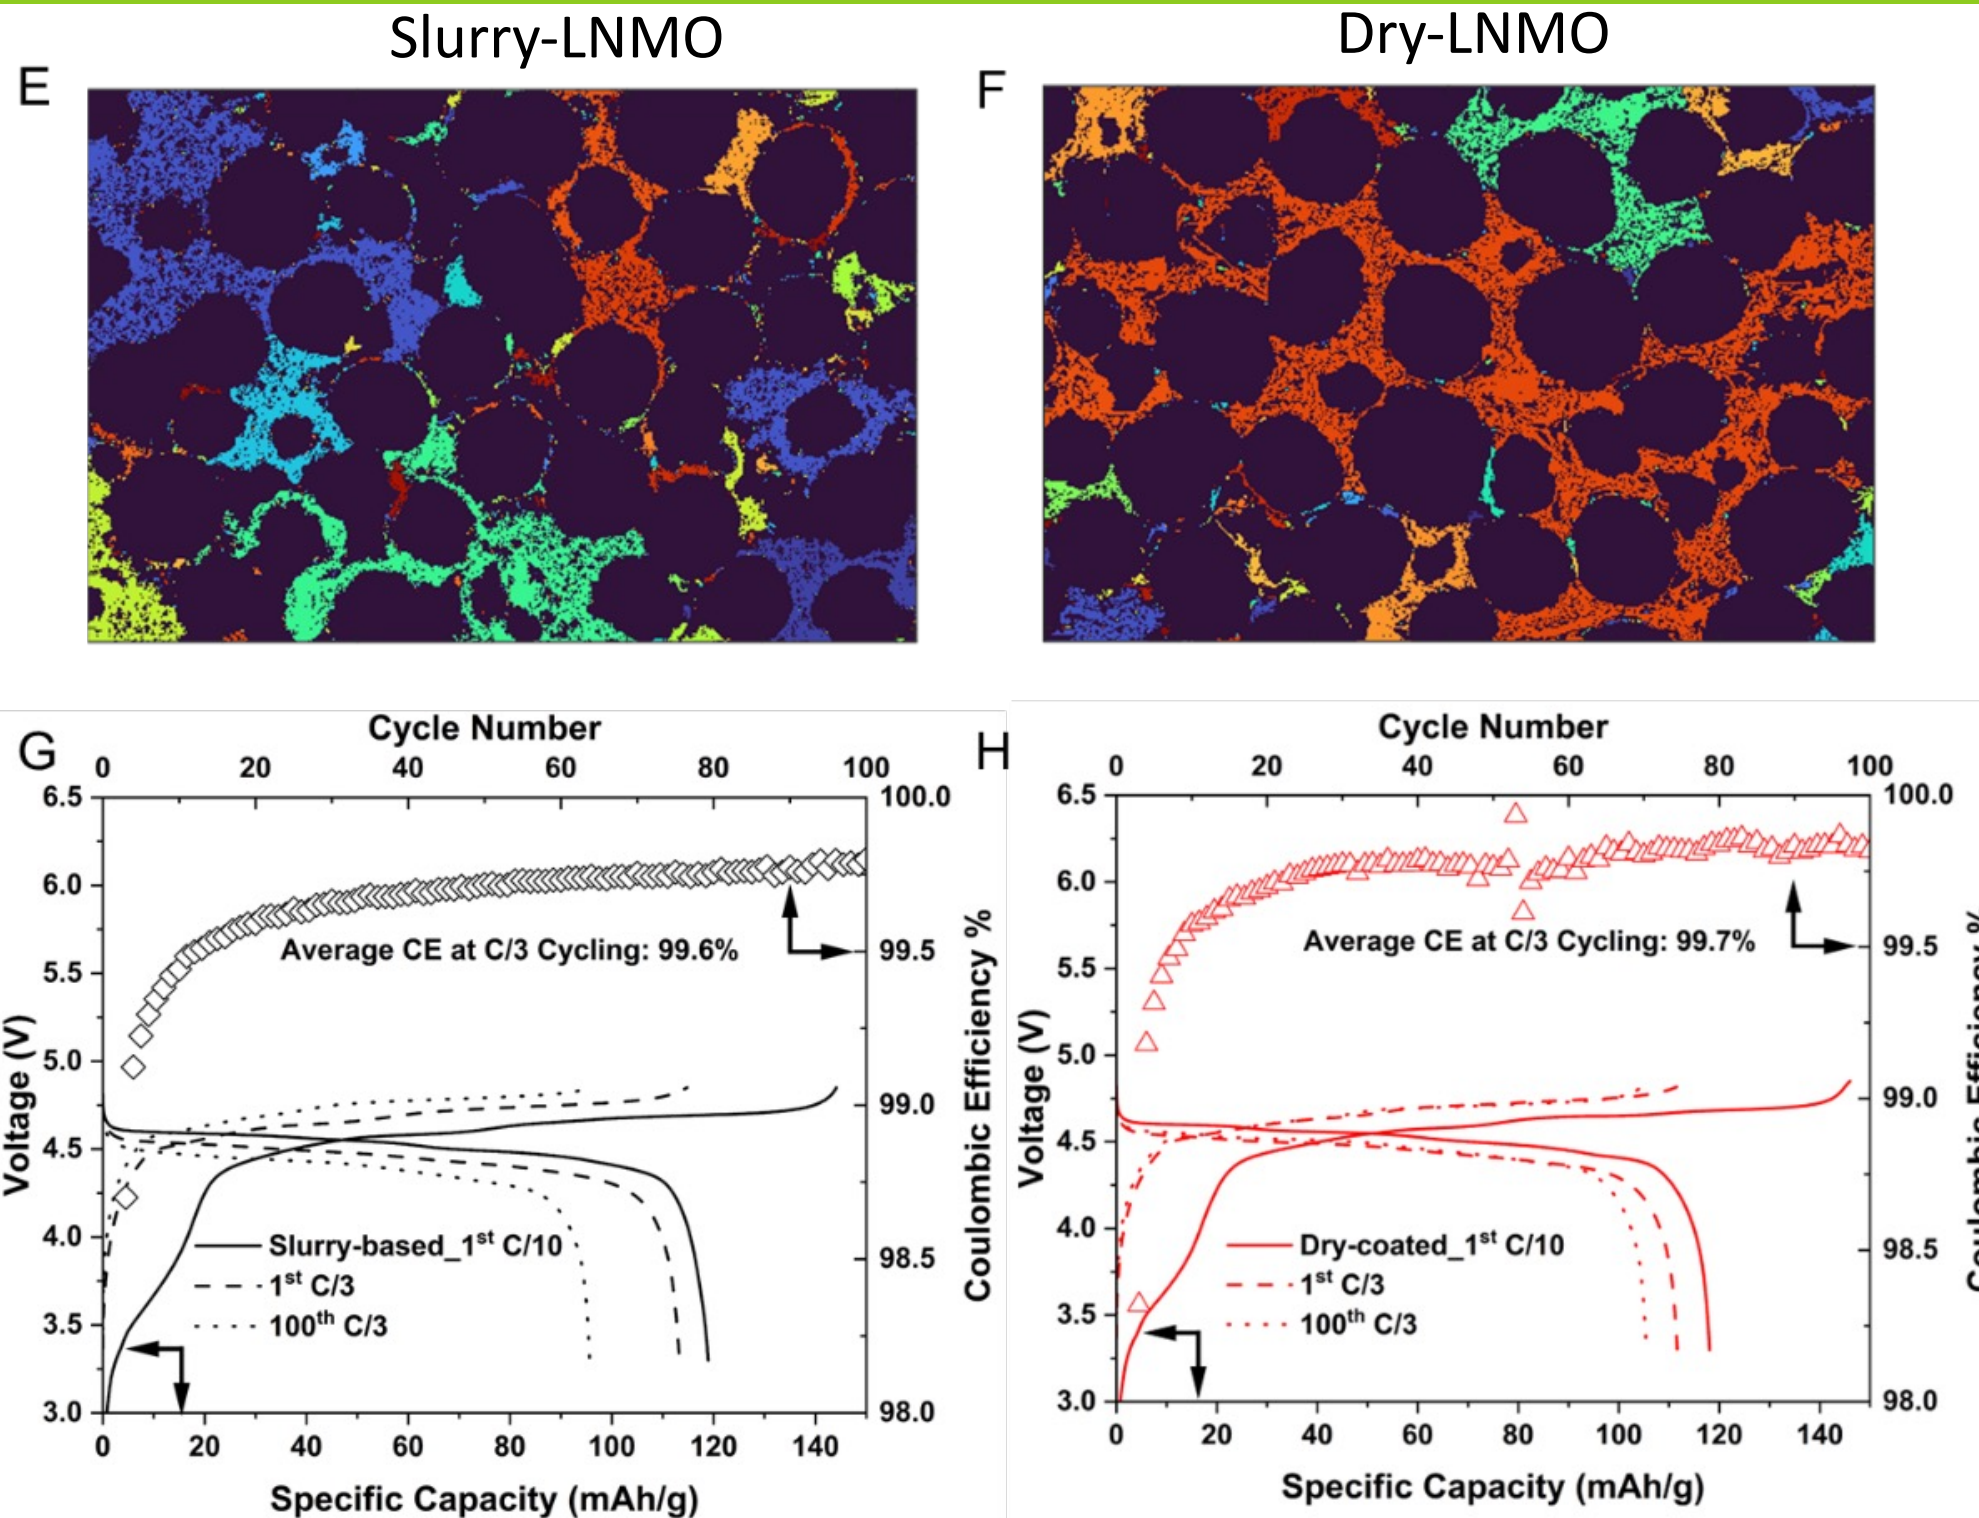 Slurry-LNMO
Dry-LNMO
E
F
G
Cycle Number
0 20 40 60 80 100
6.5
6.0
5.5
5.0
4.5
4.0
3.5
3.0
Voltage (V)
100.0
99.5
99.0
98.5
98.0
Coulombic Efficiency %
Average CE at C/3 Cycling: 99.6%
Slurry-based_1st C/10
1st C/3
100th C/3
0 20 40 60 80 100 120 140
Specific Capacity (mAh/g)
H
Cycle Number
0 20 40 60 80 100
6.5
6.0
5.5
5.0
4.5
4.0
3.5
3.0
Voltage (V)
100.0
99.5
99.0
98.5
98.0
Coulombic Efficiency %
Average CE at C/3 Cycling: 99.7%
Dry-coated_1st C/10
1st C/3
100th C/3
0 20 40 60 80 100 120 140
Specific Capacity (mAh/g)